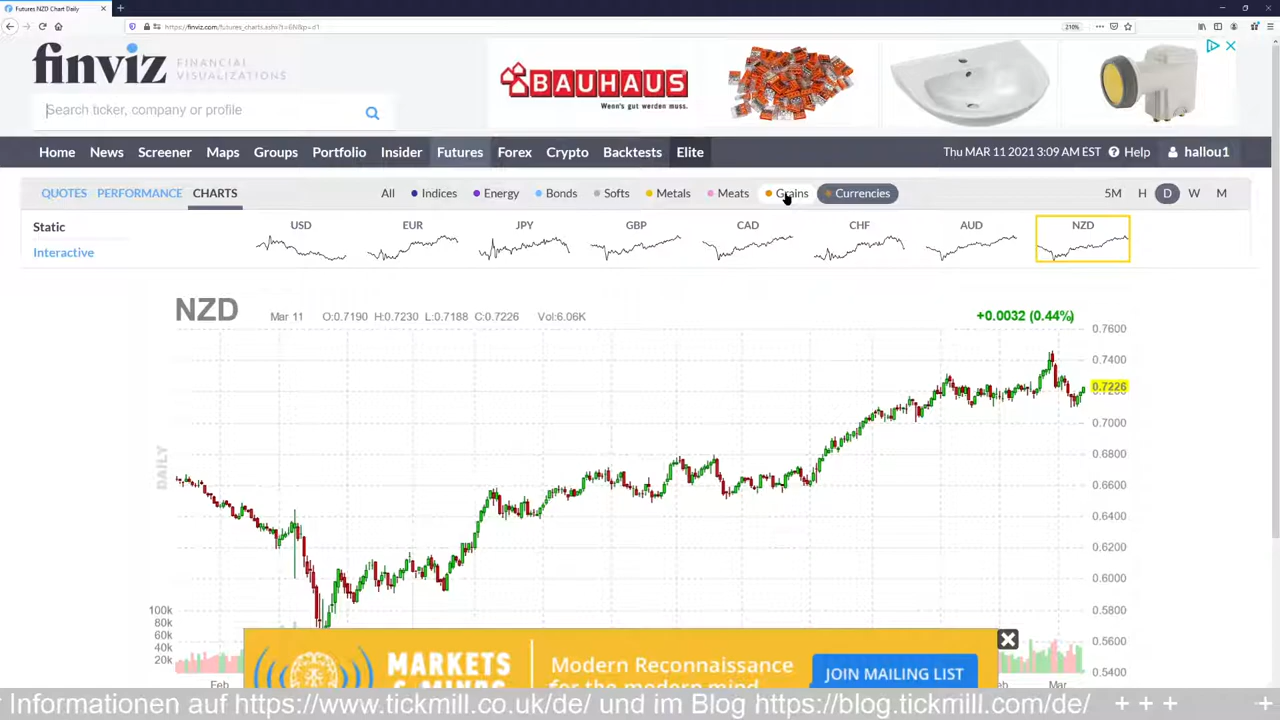 Futures NZD Chart Daily
https://finviz.com/futures_charts.ashx?t=6N&p=d1
210%
finviz FINANCIAL VISUALIZATIONS
Search ticker, company or profile
BAUHAUS
Wenn's gut werden muss.
Home News Screener Maps Groups Portfolio Insider Futures Forex Crypto Backtests Elite
Thu MAR 11 2021 3:09 AM EST Help hallou1
QUOTES PERFORMANCE CHARTS
All Indices Energy Bonds Softs Metals Meats Grains Currencies
5M H D W M
Static
Interactive
USD EUR JPY GBP CAD CHF AUD NZD
NZD Mar 11 O:0.7190 H:0.7230 L:0.7188 C:0.7226 Vol:6.06K +0.0032 (0.44%)
DAILY
0.7600
0.7400
0.7226
0.7000
0.6800
0.6600
0.6400
0.6200
0.6000
0.5800
0.5600
0.5400
100k
80k
60k
40k
20k
Feb
Mar
MARKETS
Modern Reconnaissance
for the modern mind
JOIN MAILING LIST
Informationen auf https://www.tickmill.co.uk/de/ und im Blog https://blog.tickmill.com/de/ + + + +